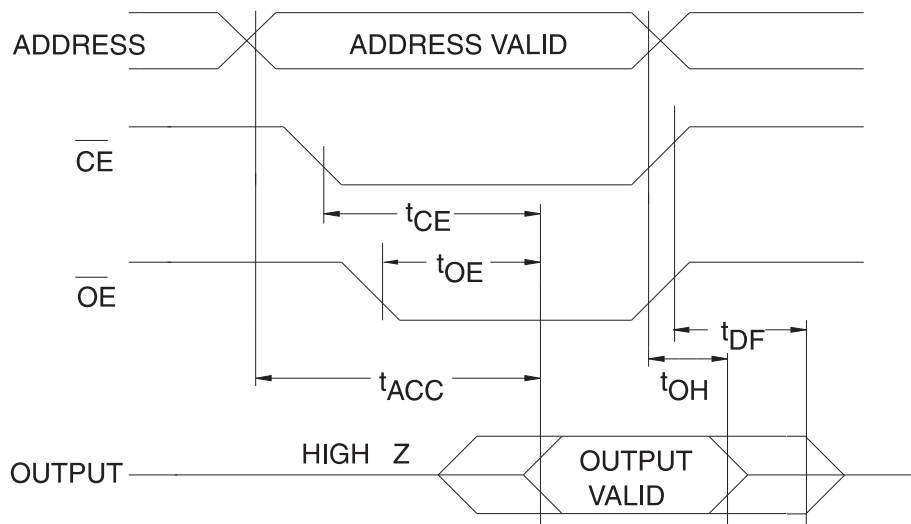 ADDRESS
ADDRESS VALID
CE
tCE
OE
tOE
tDF
tACC
tOH
OUTPUT
HIGH Z
OUTPUT
VALID